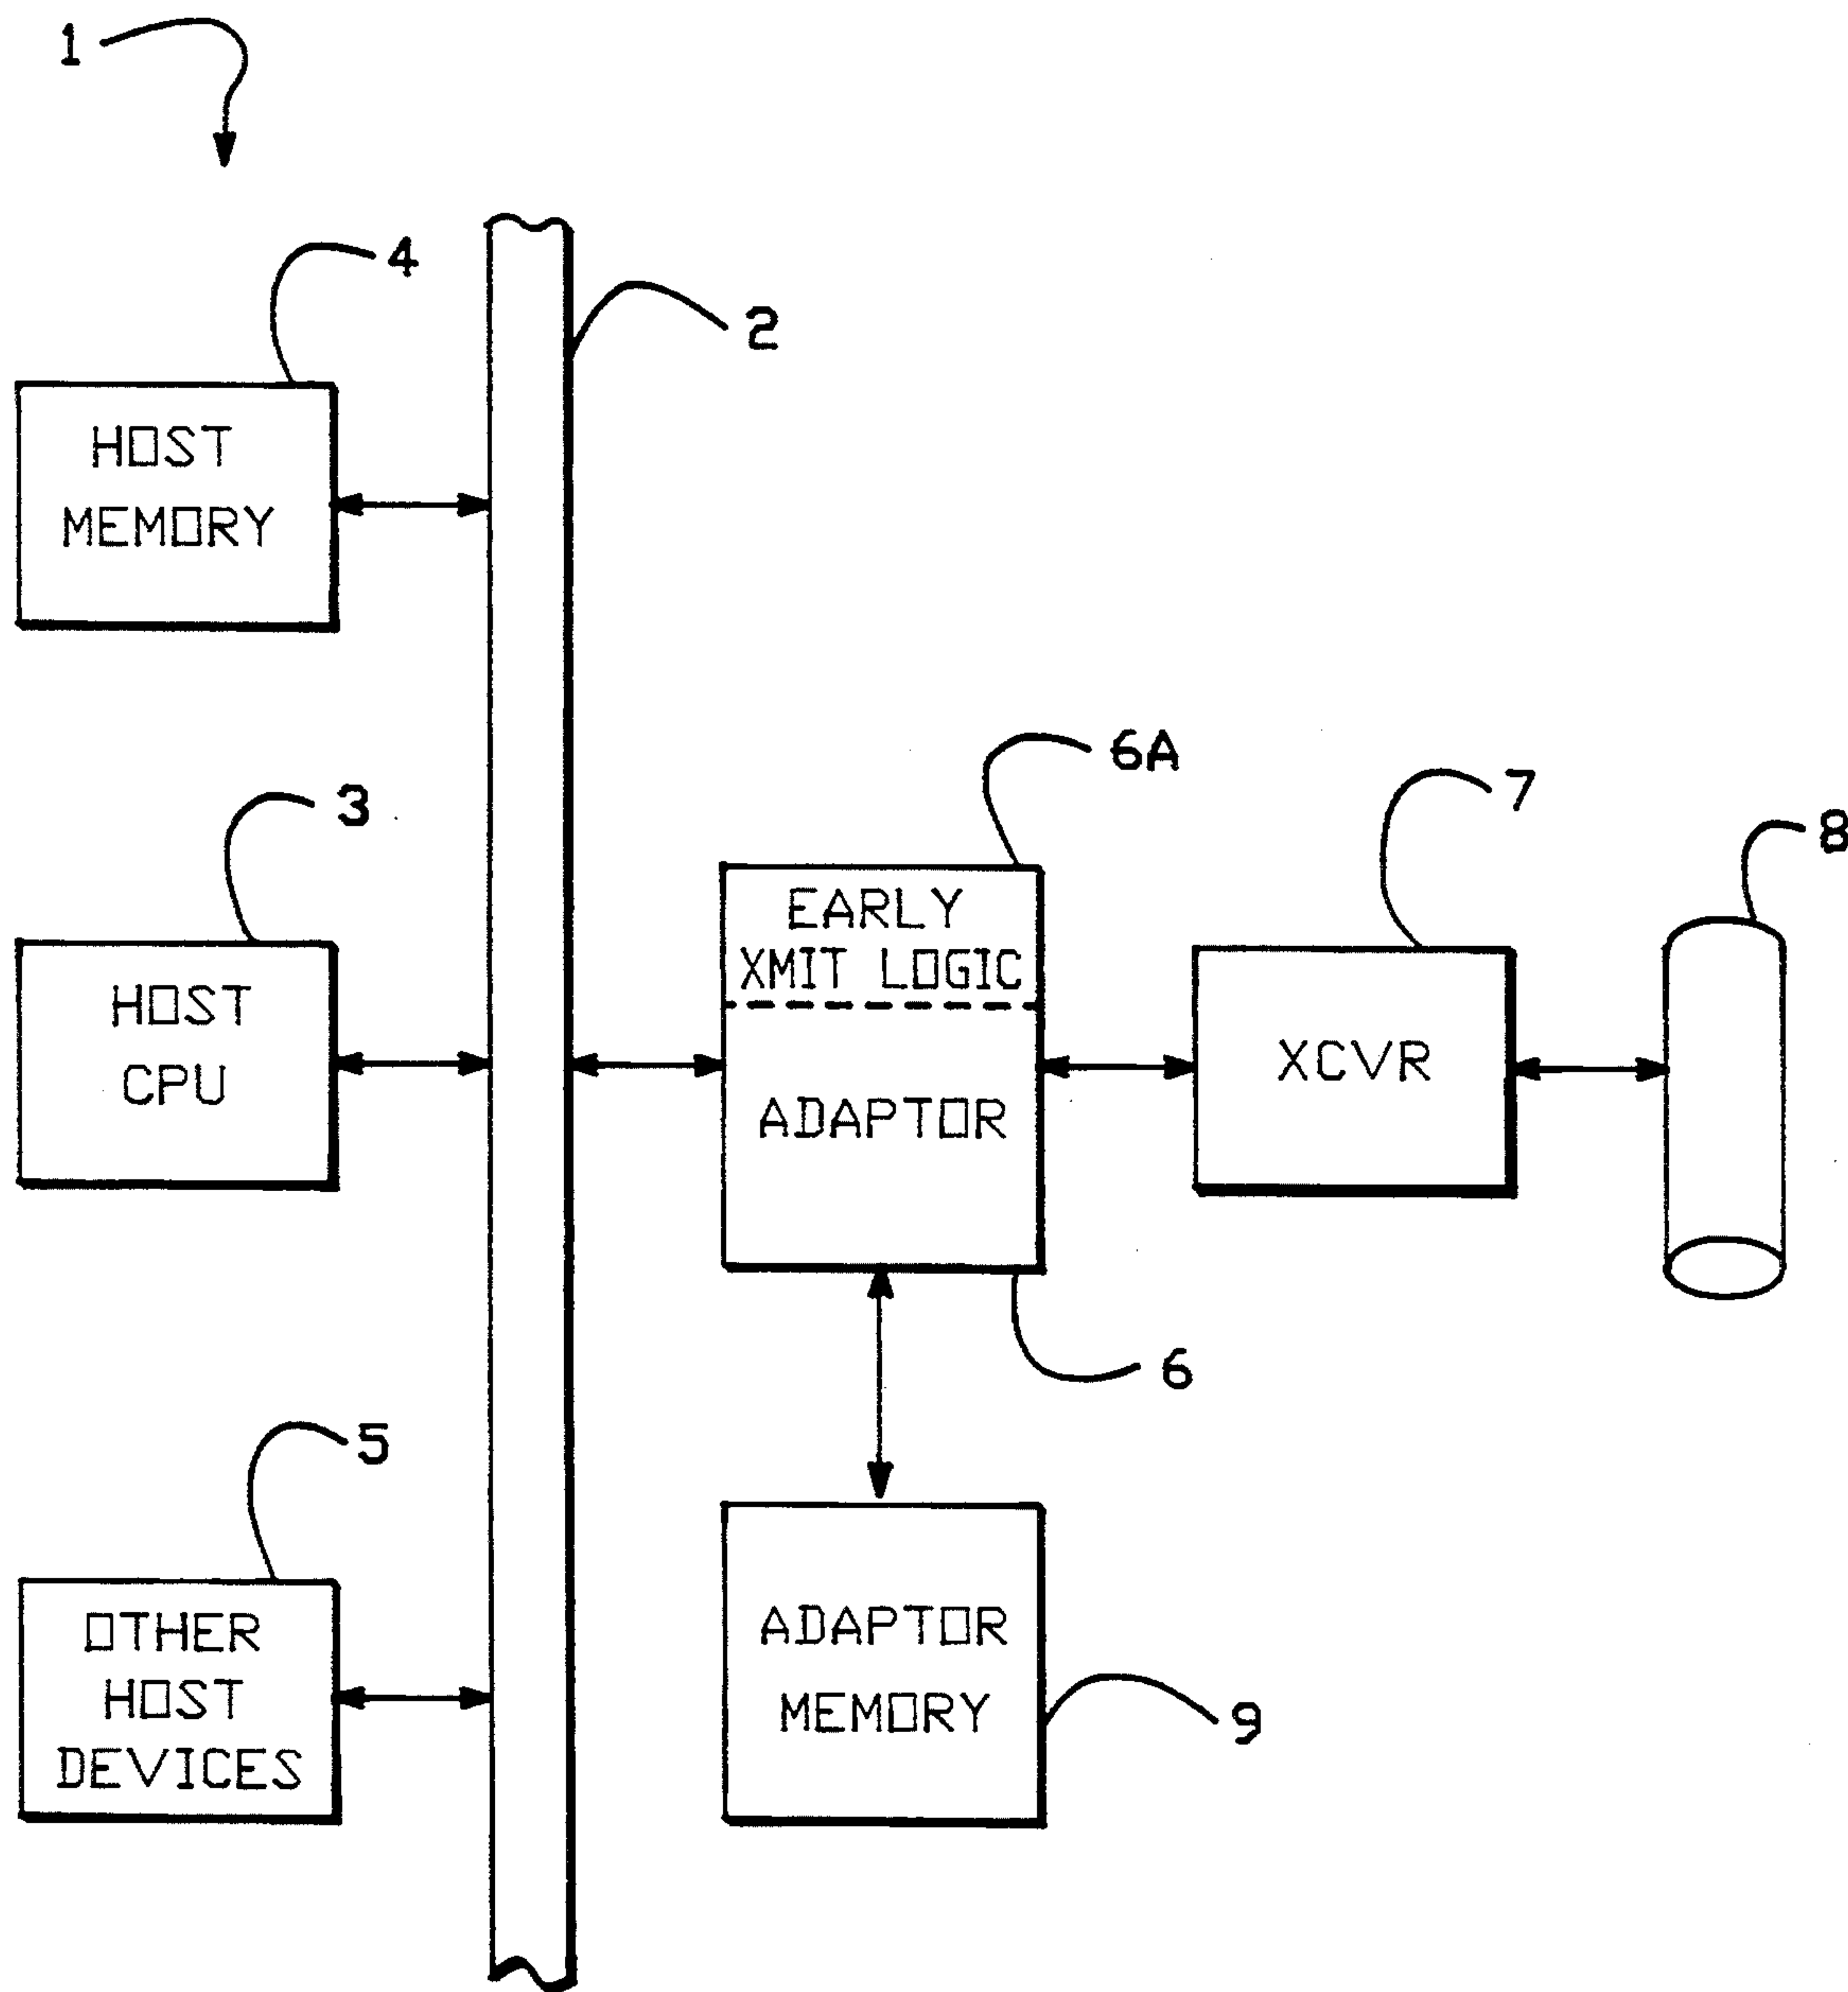 1
4
2
HOST
MEMORY
6A
7
3
8
EARLY
XMIT LOGIC
HOST
CPU
XCVR
ADAPTOR
6
5
OTHER
HOST
DEVICES
ADAPTOR
MEMORY
9